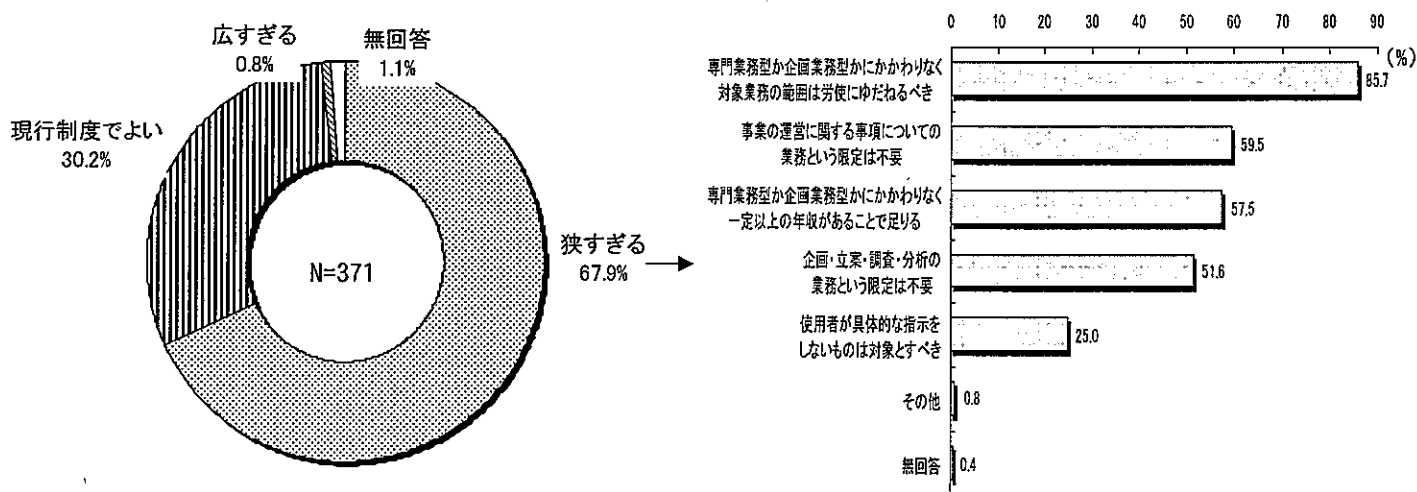 広すぎる
0.8%
無回答
1.1%
現行制度でよい
30.2%
N=371
狭すぎる
67.9%
0 10 20 30 40 50 60 70 80 90
(%)
専門業務型か企画業務型かにかかわりなく
対象業務の範囲は労使にゆだねるべき
85.7
事業の運営に関する事項についての
業務という限定は不要
59.5
専門業務型か企画業務型かにかかわりなく
一定以上の年収があることで足りる
57.5
企画・立案・調査・分析の
業務という限定は不要
51.6
使用者が具体的な指示を
しないものは対象とすべき
25.0
その他
0.8
無回答
0.4